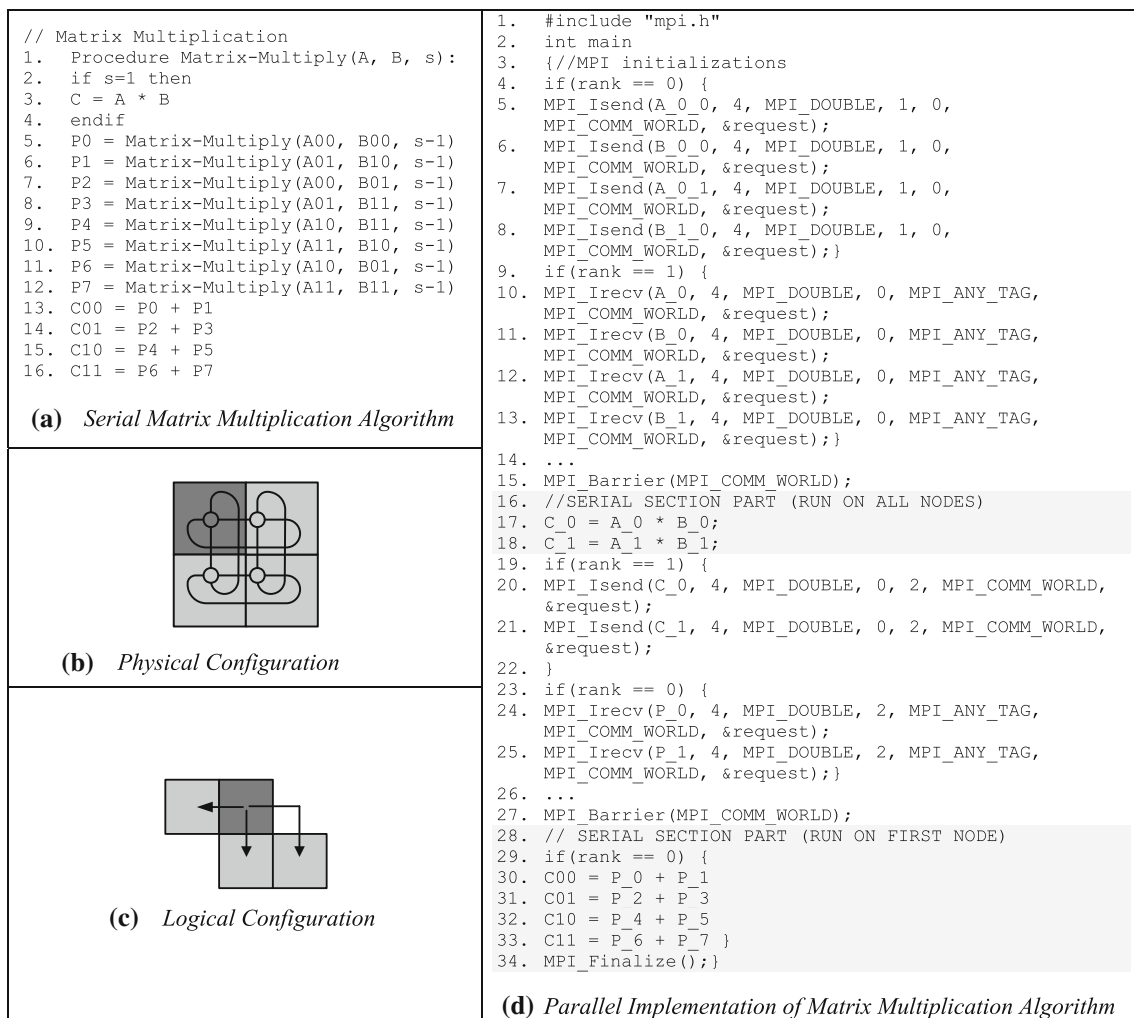 // Matrix Multiplication
1. Procedure Matrix-Multiply(A, B, s):
2. if s=1 then
3. C = A * B
4. endif
5. P0 = Matrix-Multiply(A00, B00, s-1)
6. P1 = Matrix-Multiply(A01, B10, s-1)
7. P2 = Matrix-Multiply(A00, B01, s-1)
8. P3 = Matrix-Multiply(A01, B11, s-1)
9. P4 = Matrix-Multiply(A10, B11, s-1)
10. P5 = Matrix-Multiply(A11, B10, s-1)
11. P6 = Matrix-Multiply(A10, B01, s-1)
12. P7 = Matrix-Multiply(A11, B11, s-1)
13. C00 = P0 + P1
14. C01 = P2 + P3
15. C10 = P4 + P5
16. C11 = P6 + P7
(a) Serial Matrix Multiplication Algorithm
(b) Physical Configuration
(c) Logical Configuration
1. #include "mpi.h"
2. int main
3. {//MPI initializations
4. if(rank == 0) {
5. MPI_Isend(A_0_0, 4, MPI_DOUBLE, 1, 0,
MPI_COMM_WORLD, &request);
6. MPI_Isend(B_0_0, 4, MPI_DOUBLE, 1, 0,
MPI_COMM_WORLD, &request);
7. MPI_Isend(A_0_1, 4, MPI_DOUBLE, 1, 0,
MPI_COMM_WORLD, &request);
8. MPI_Isend(B_1_0, 4, MPI_DOUBLE, 1, 0,
MPI_COMM_WORLD, &request);}
9. if(rank == 1) {
10. MPI_Irecv(A_0, 4, MPI_DOUBLE, 0, MPI_ANY_TAG,
MPI_COMM_WORLD, &request);
11. MPI_Irecv(B_0, 4, MPI_DOUBLE, 0, MPI_ANY_TAG,
MPI_COMM_WORLD, &request);
12. MPI_Irecv(A_1, 4, MPI_DOUBLE, 0, MPI_ANY_TAG,
MPI_COMM_WORLD, &request);
13. MPI_Irecv(B_1, 4, MPI_DOUBLE, 0, MPI_ANY_TAG,
MPI_COMM_WORLD, &request);}
14. ...
15. MPI_Barrier(MPI_COMM_WORLD);
16. //SERIAL SECTION PART (RUN ON ALL NODES)
17. C_0 = A_0 * B_0;
18. C_1 = A_1 * B_1;
19. if(rank == 1) {
20. MPI_Isend(C_0, 4, MPI_DOUBLE, 0, 2, MPI_COMM_WORLD,
&request);
21. MPI_Isend(C_1, 4, MPI_DOUBLE, 0, 2, MPI_COMM_WORLD,
&request);
22. }
23. if(rank == 0) {
24. MPI_Irecv(P_0, 4, MPI_DOUBLE, 2, MPI_ANY_TAG,
MPI_COMM_WORLD, &request);
25. MPI_Irecv(P_1, 4, MPI_DOUBLE, 2, MPI_ANY_TAG,
MPI_COMM_WORLD, &request);}
26. ...
27. MPI_Barrier(MPI_COMM_WORLD);
28. // SERIAL SECTION PART (RUN ON FIRST NODE)
29. if(rank == 0) {
30. C00 = P_0 + P_1
31. C01 = P_2 + P_3
32. C10 = P_4 + P_5
33. C11 = P_6 + P_7 }
34. MPI_Finalize();}
(d) Parallel Implementation of Matrix Multiplication Algorithm